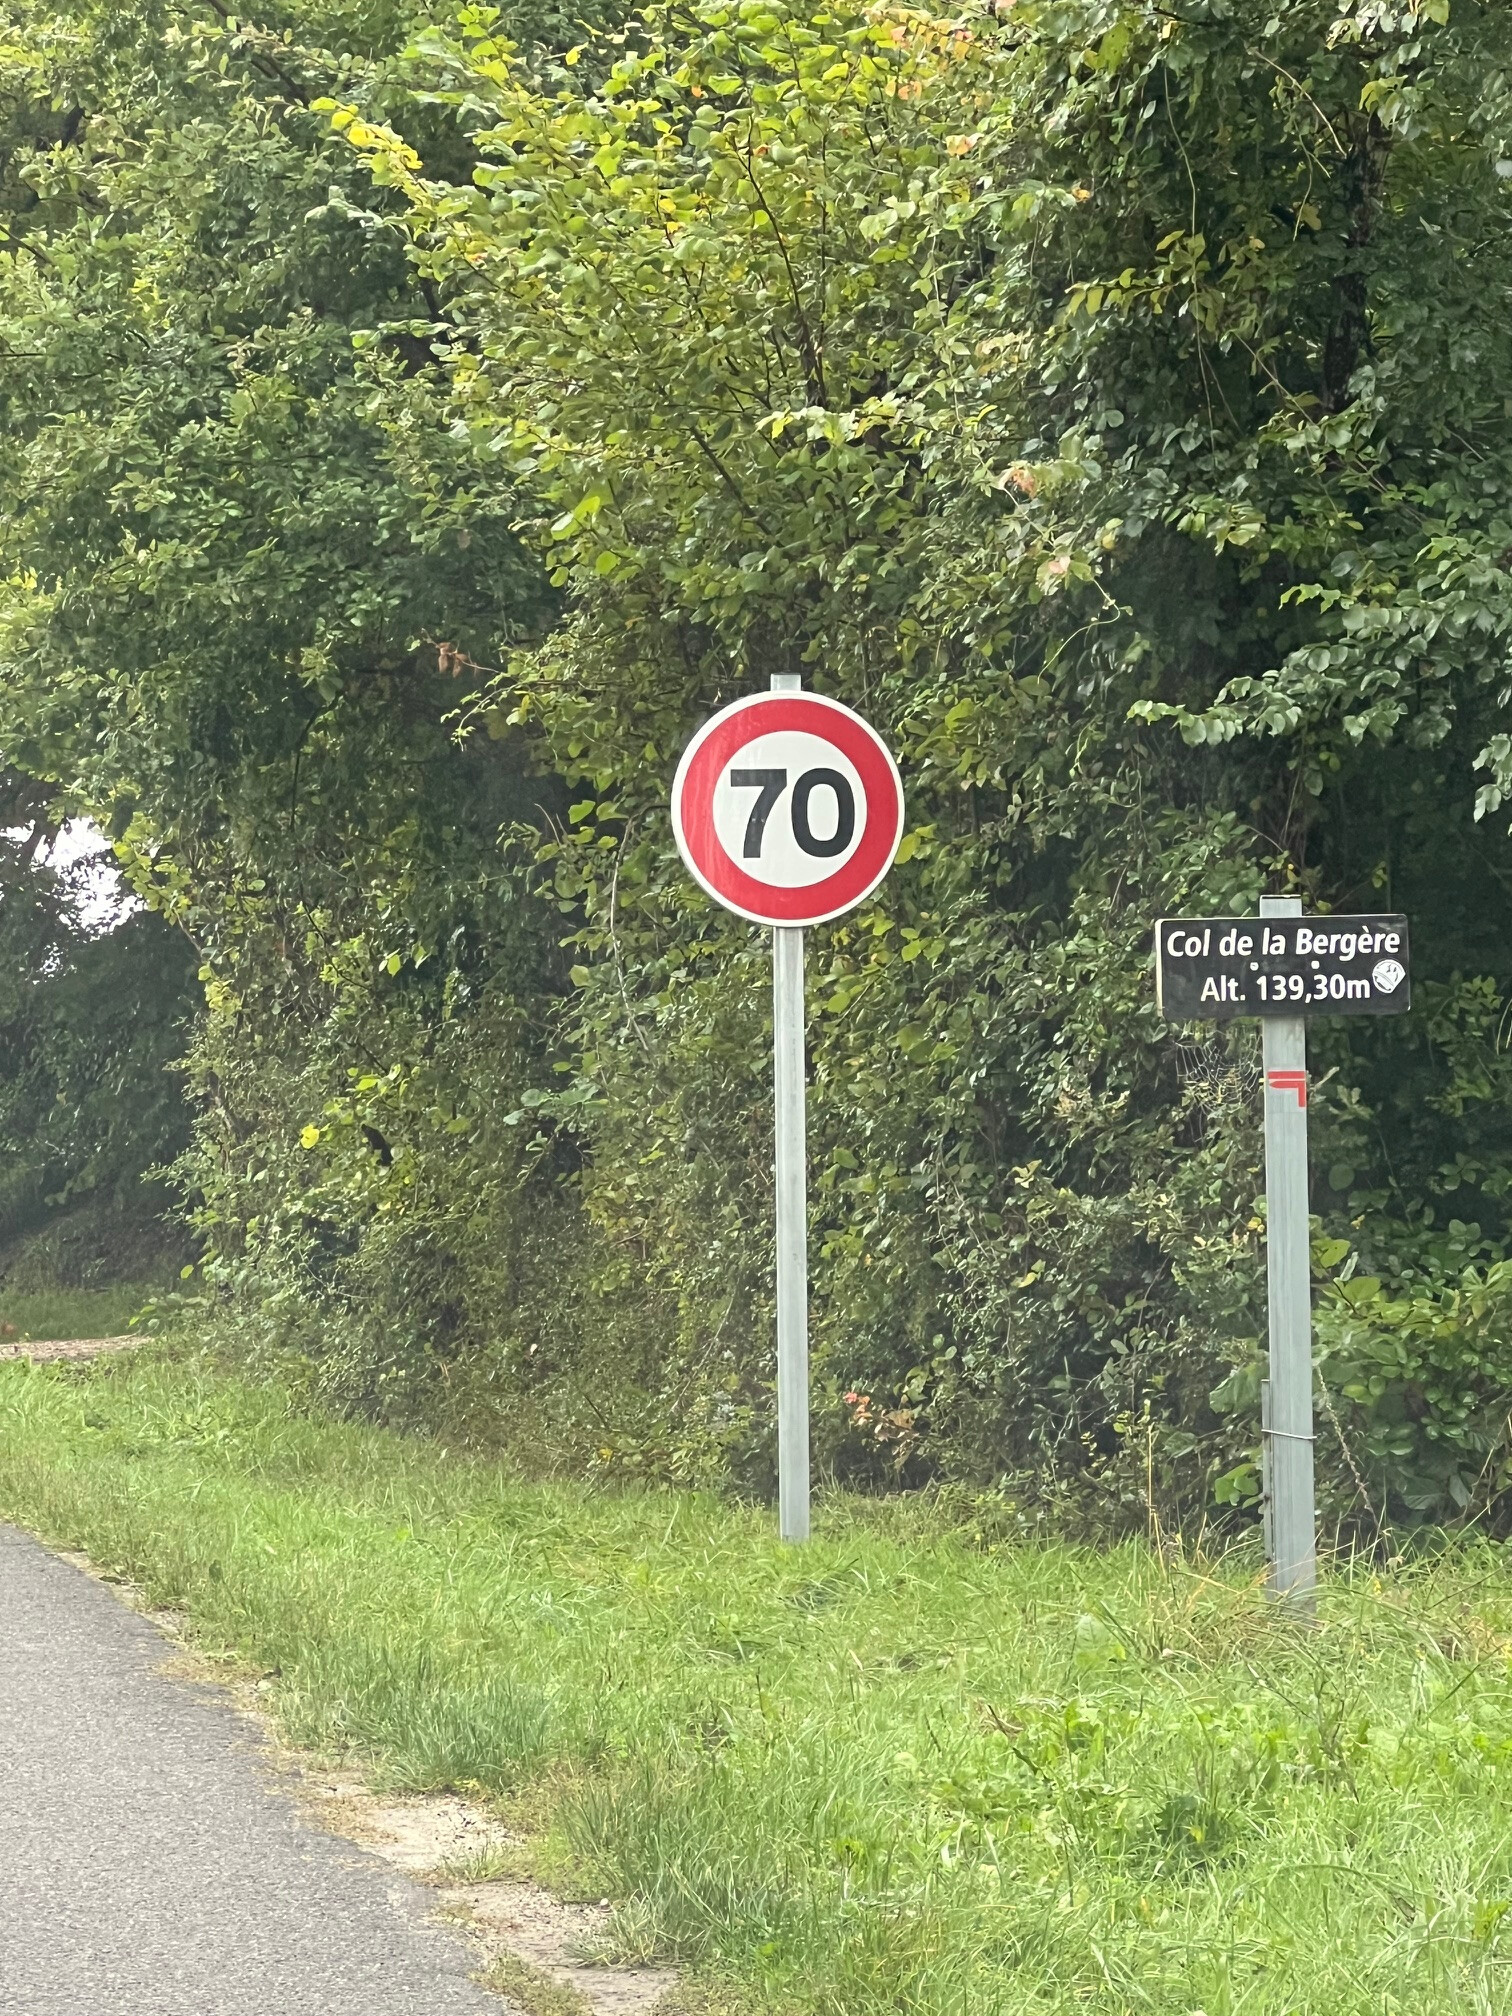 70
Col de la Bergère
Alt. 139,30m